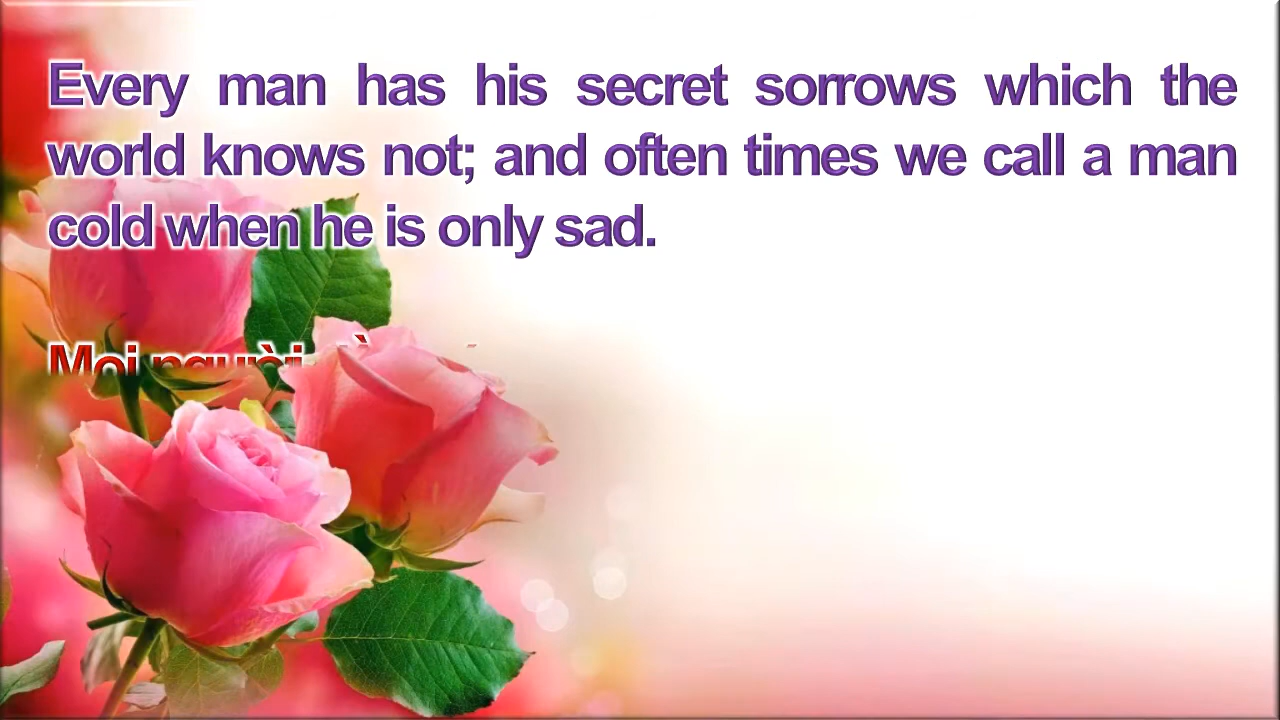 Every man has his secret sorrows which the
world knows not; and often times we call a man
cold when he is only sad.
Mọi người